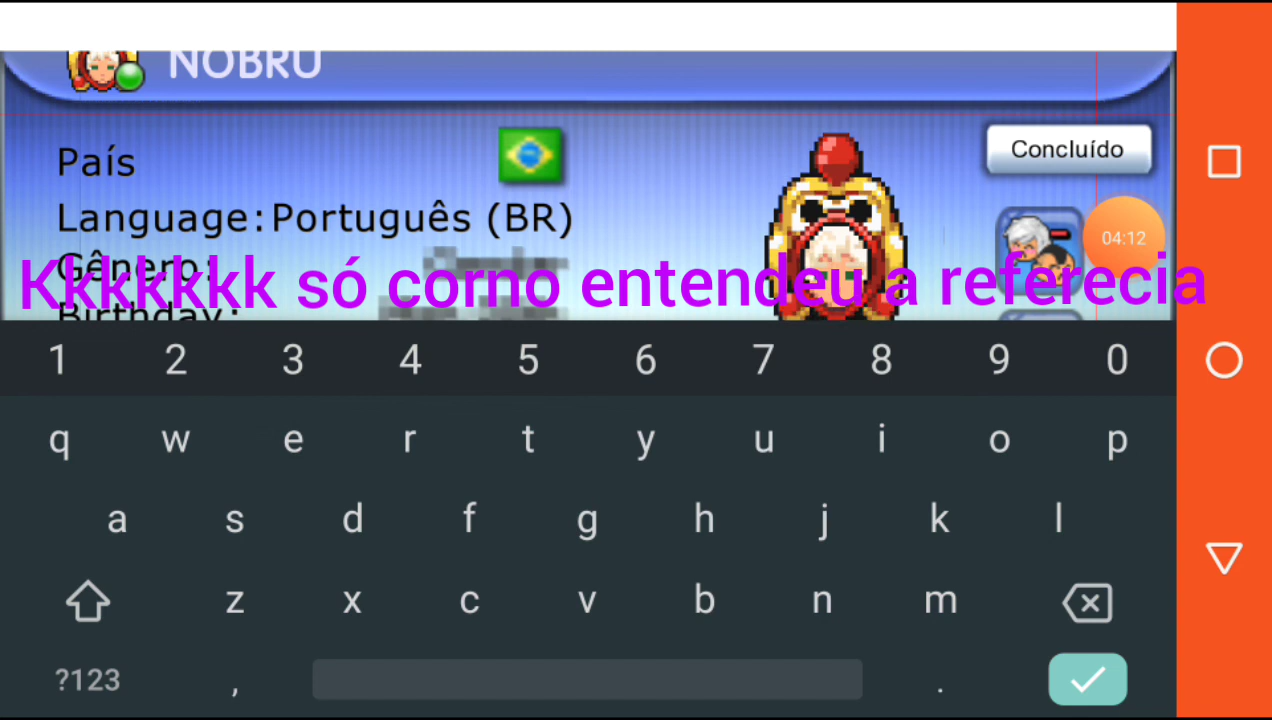 NOBRU
País
Concluído
Language:Português (BR)
04:12
Gênero:
Kkkkkkk só corno entendeu a referecia
Birthday:
1 2 3 4 5 6 7 8 9 0
q w e r t y u i o p
a s d f g h j k l
z x c v b n m
?123 , .